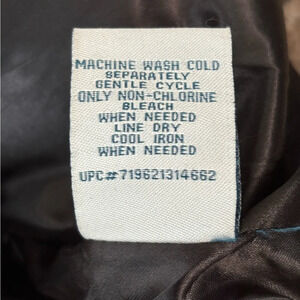 MACHINE WASH COLD
SEPARATELY
GENTLE CYCLE
ONLY NON-CHLORINE
BLEACH
WHEN NEEDED
LINE DRY
COOL IRON
WHEN NEEDED
UPC#719621314662